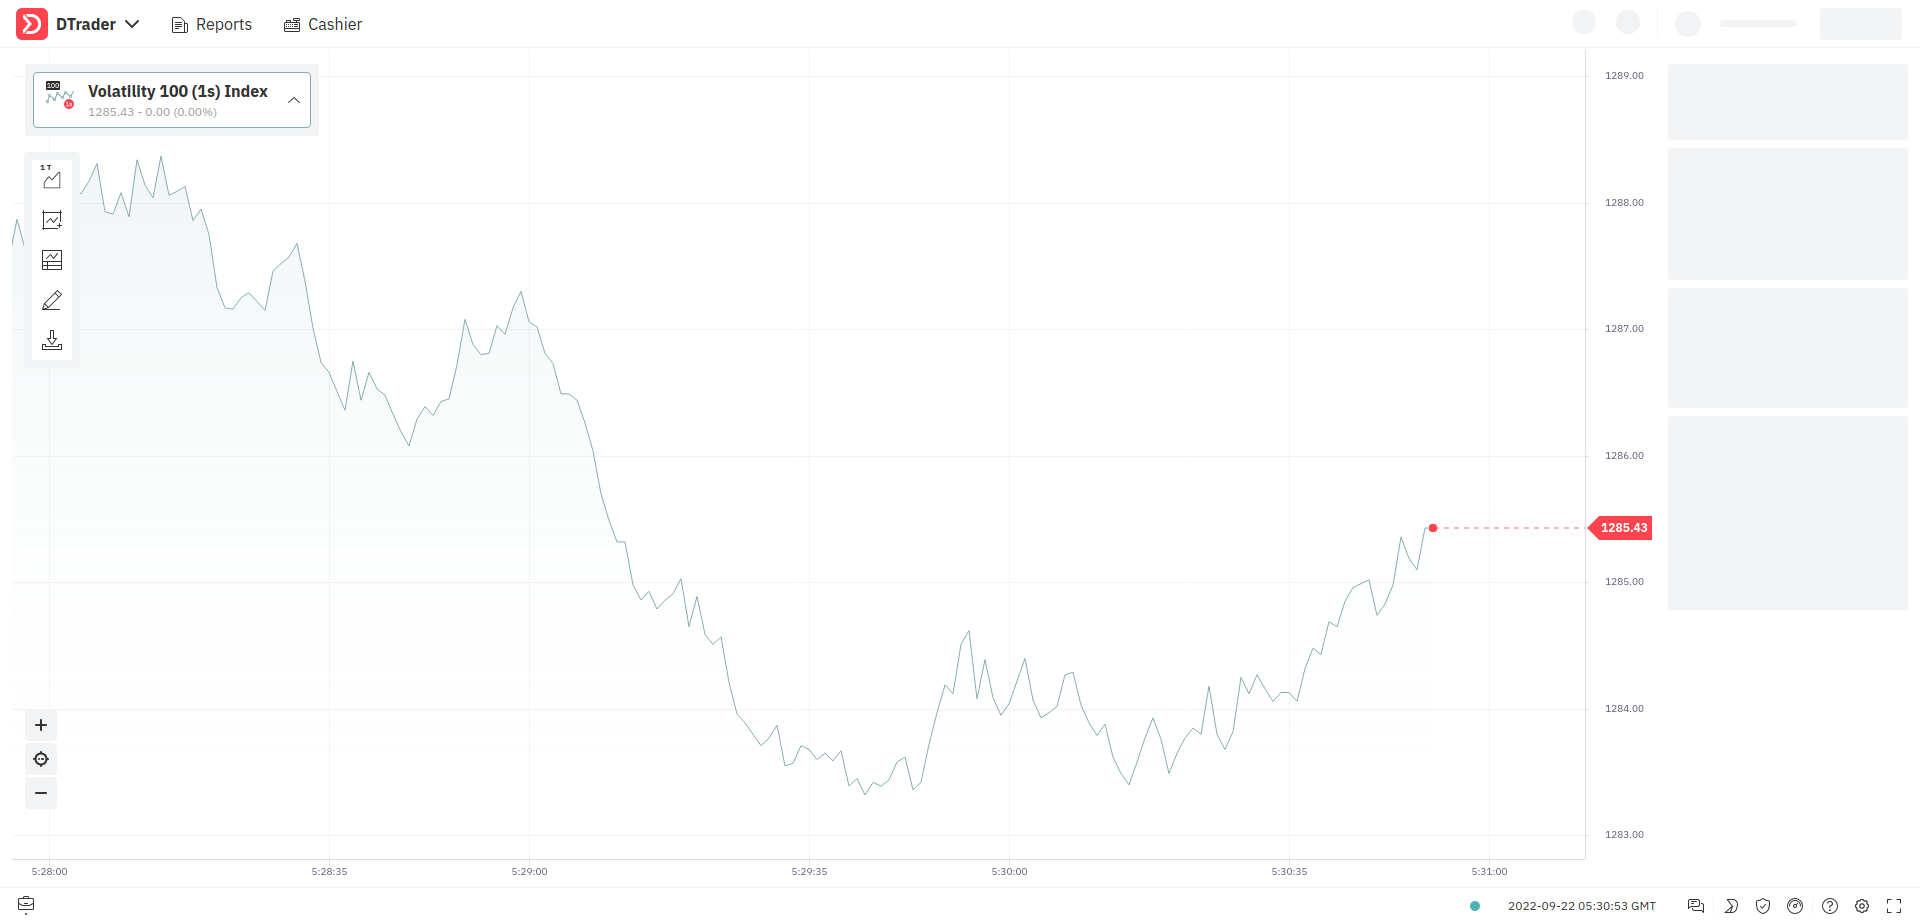 DTrader
Reports
Cashier
100
Volatility 100 (1s) Index
1s
1285.43 - 0.00 (0.00%)
1 T
1289.00
1288.00
1287.00
1286.00
1285.43
1285.00
1284.00
1283.00
5:28:00
5:28:35
5:29:00
5:29:35
5:30:00
5:30:35
5:31:00
2022-09-22 05:30:53 GMT